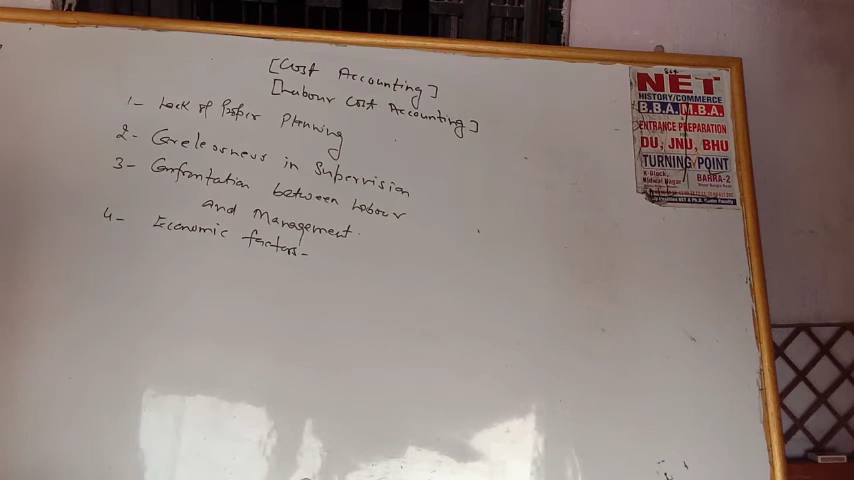 [Cost Accounting]
[Labour Cost Accounting]
1- Lack of Proper Planning
2- Carelessness in Supervision
3- Confrontation between Labour
and Management.
4- Economic factors-
NET
HISTORY/COMMERCE
B.B.A. M.B.A.
ENTRANCE PREPARATION
DU, JNU, BHU
TURNING POINT
K-Block,
BARRA-2